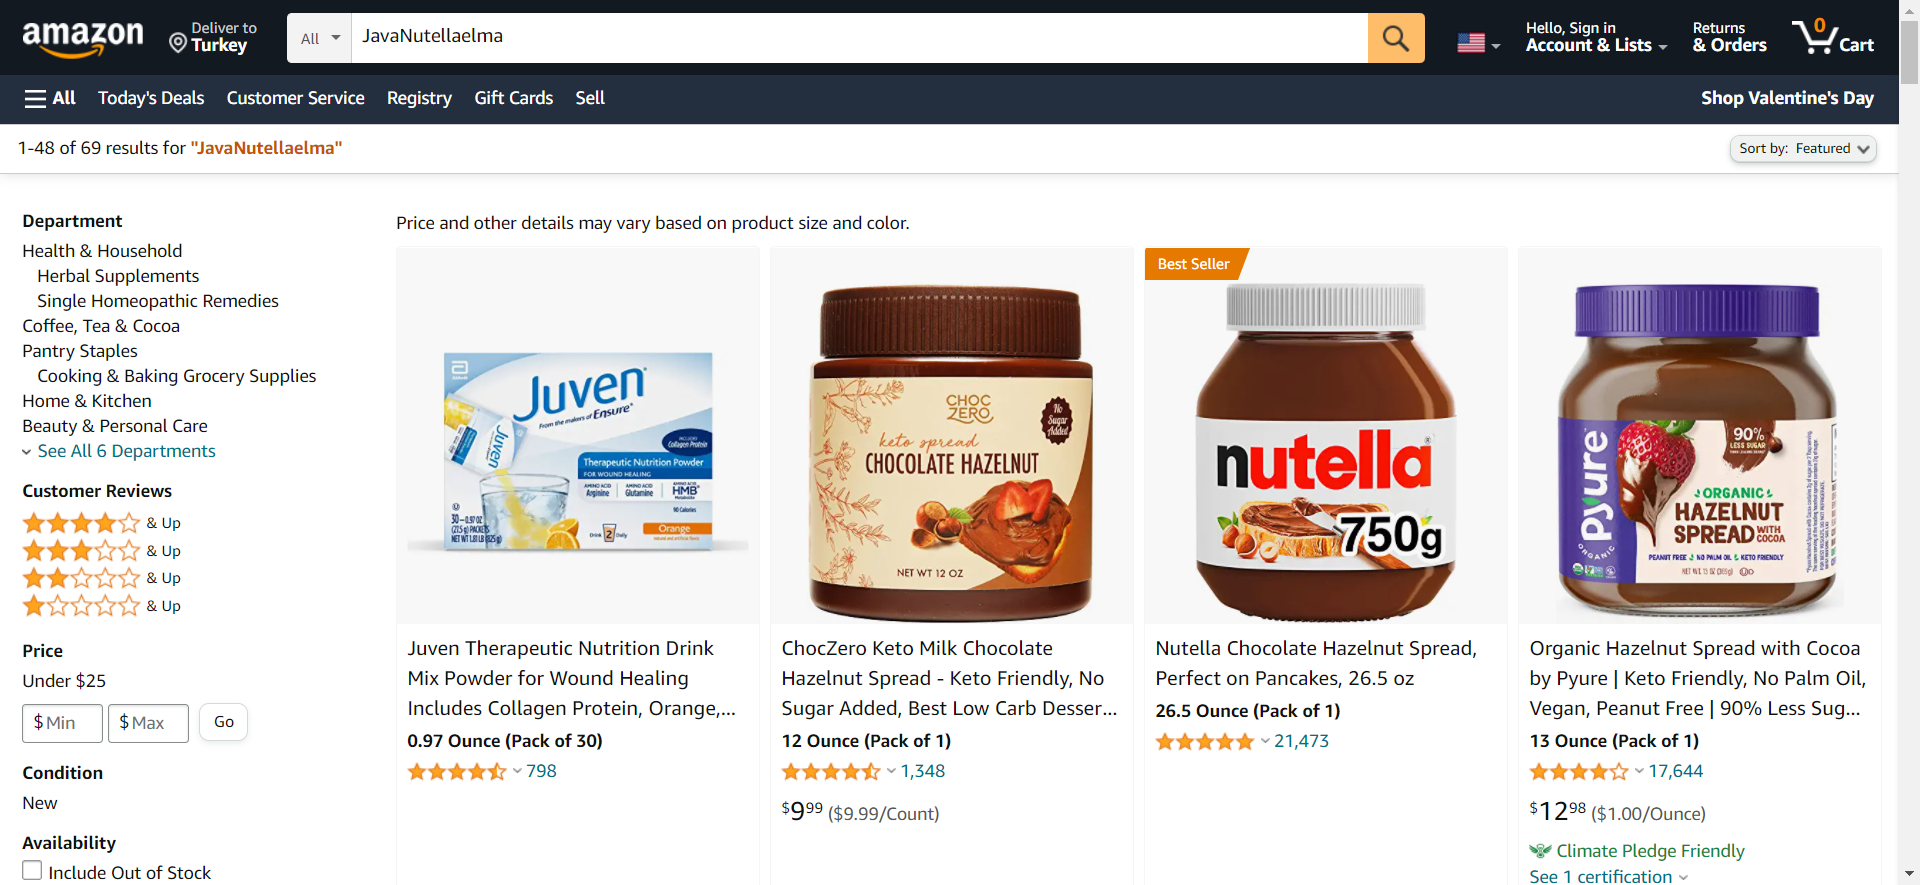 amazon
Deliver to
Turkey
All
JavaNutellaelma
Hello, Sign in
Account & Lists
Returns
& Orders
0
Cart
All
Today's Deals
Customer Service
Registry
Gift Cards
Sell
Shop Valentine's Day
1-48 of 69 results for "JavaNutellaelma"
Sort by: Featured
Department
Health & Household
Herbal Supplements
Single Homeopathic Remedies
Coffee, Tea & Cocoa
Pantry Staples
Cooking & Baking Grocery Supplies
Home & Kitchen
Beauty & Personal Care
See All 6 Departments
Customer Reviews
& Up
& Up
& Up
& Up
Price
Under $25
$ Min
$ Max
Go
Condition
New
Availability
Include Out of Stock
Price and other details may vary based on product size and color.
Juven
From the makers of Ensure
Collagen Protein
Therapeutic Nutrition Powder
FOR WOUND HEALING
AMINO ACID
Arginine
AMINO ACID
Glutamine
HMB
90 Calories
Orange
Drink 2 Daily
Juven Therapeutic Nutrition Drink
Mix Powder for Wound Healing
Includes Collagen Protein, Orange,...
0.97 Ounce (Pack of 30)
798
CHOC
ZERO
No
Sugar
Added
keto spread
CHOCOLATE HAZELNUT
NET WT 12 OZ
ChocZero Keto Milk Chocolate
Hazelnut Spread - Keto Friendly, No
Sugar Added, Best Low Carb Desser...
12 Ounce (Pack of 1)
1,348
$9.99 ($9.99/Count)
Best Seller
nutella
750g
Nutella Chocolate Hazelnut Spread,
Perfect on Pancakes, 26.5 oz
26.5 Ounce (Pack of 1)
21,473
pyure
ORGANIC
90%
LESS SUGAR
ORGANIC
HAZELNUT
SPREAD WITH COCOA
PEANUT FREE NO PALM OIL KETO FRIENDLY
Organic Hazelnut Spread with Cocoa
by Pyure | Keto Friendly, No Palm Oil,
Vegan, Peanut Free | 90% Less Sug...
13 Ounce (Pack of 1)
17,644
$12.98 ($1.00/Ounce)
Climate Pledge Friendly
See 1 certification